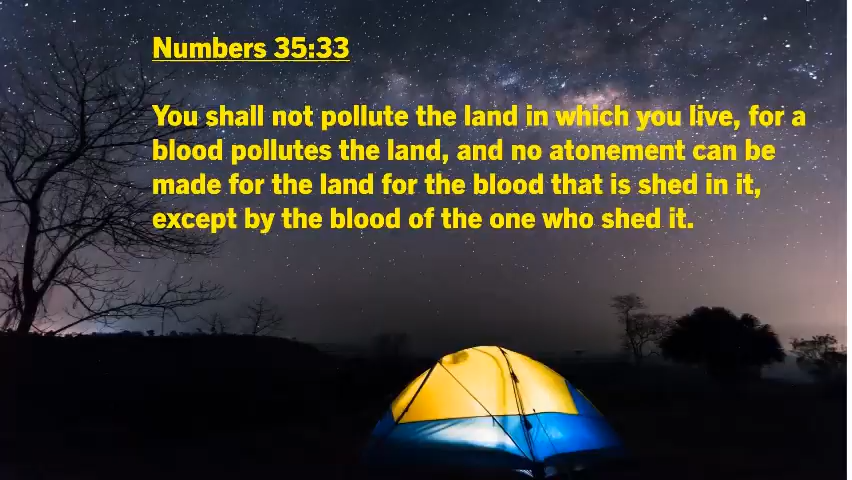 Numbers 35:33
You shall not pollute the land in which you live, for a
blood pollutes the land, and no atonement can be
made for the land for the blood that is shed in it,
except by the blood of the one who shed it.